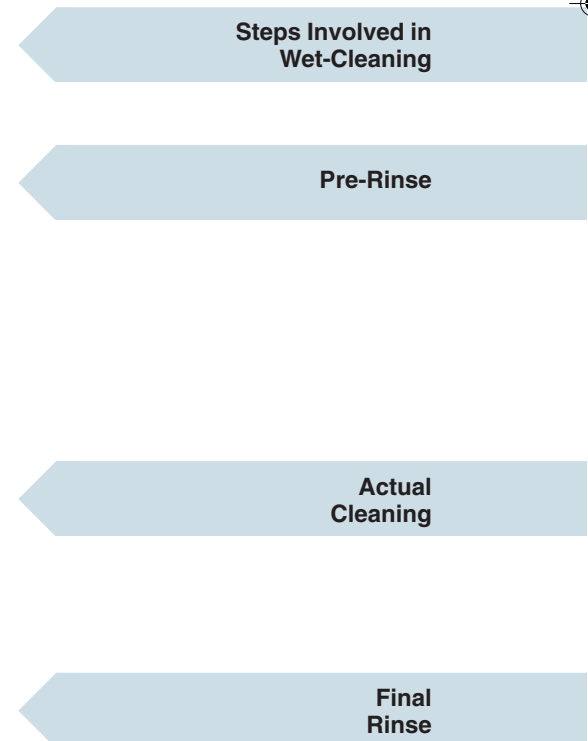 Steps Involved in
Wet-Cleaning
Pre-Rinse
Actual
Cleaning
Final
Rinse